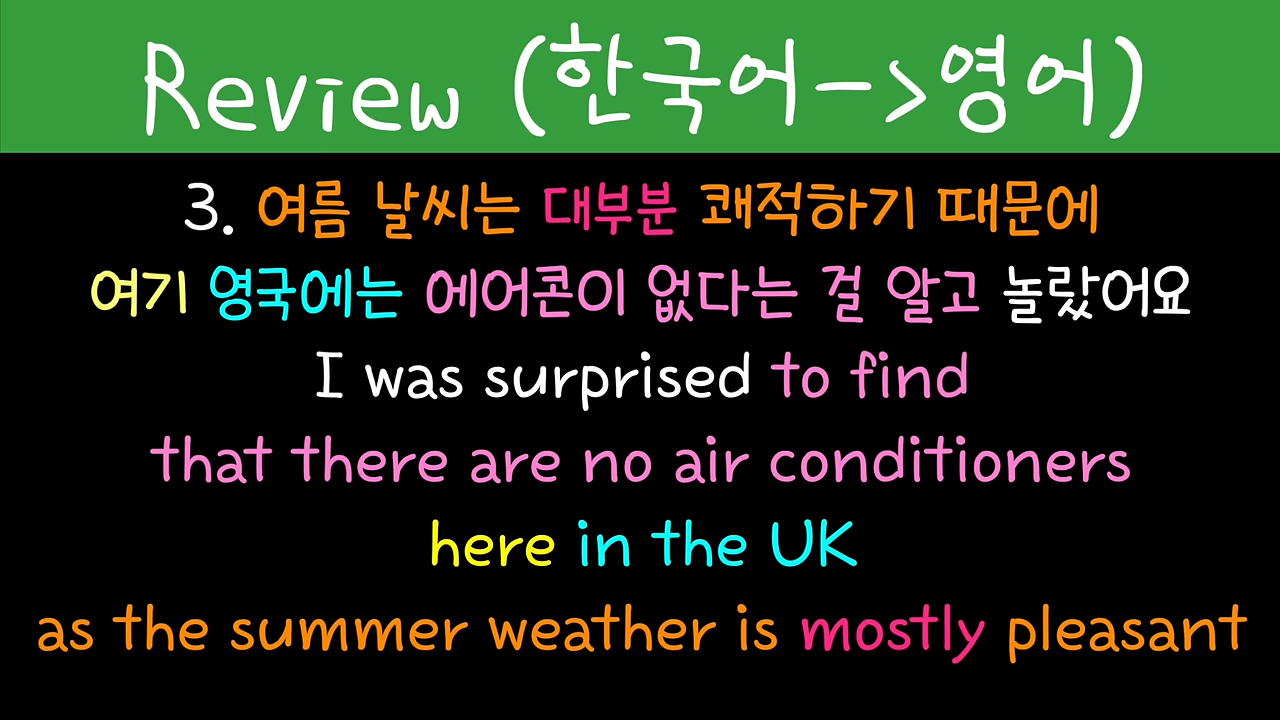 Review (한국어->영어)
3. 여름 날씨는 대부분 쾌적하기 때문에
여기 영국에는 에어콘이 없다는 걸 알고 놀랐어요
I was surprised to find
that there are no air conditioners
here in the UK
as the summer weather is mostly pleasant